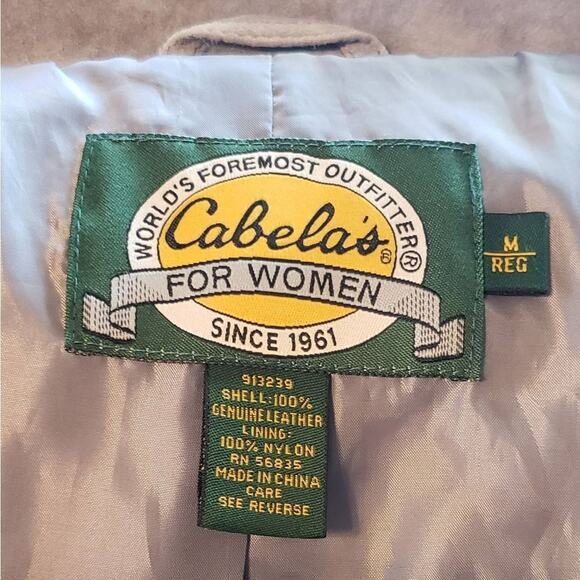 WORLD'S FOREMOST OUTFITTER®
Cabela's®
FOR WOMEN
SINCE 1961
M
REG
913239
SHELL:100%
GENUINE LEATHER
LINING:
100% NYLON
RN 56835
MADE IN CHINA
CARE
SEE REVERSE